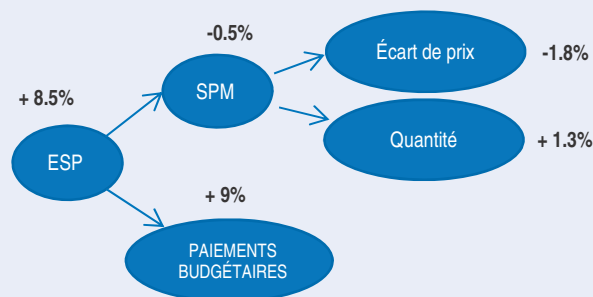 -0.5%
Écart de prix
-1.8%
SPM
+ 8.5%
Quantité
+ 1.3%
ESP
+ 9%
PAIEMENTS
BUDGÉTAIRES